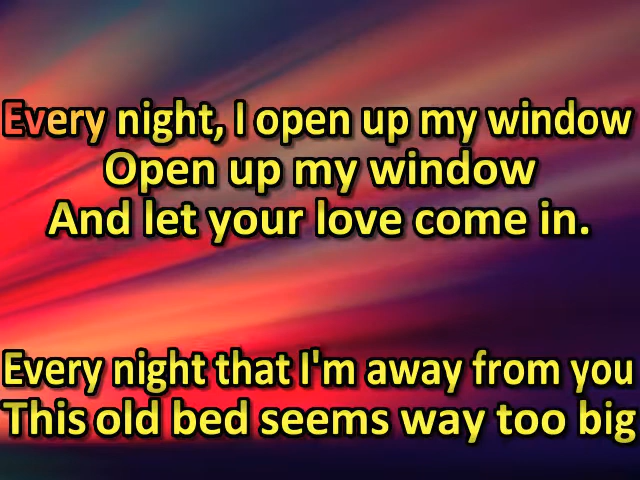 Every night, I open up my window
Open up my window
And let your love come in.
Every night that I'm away from you
This old bed seems way too big